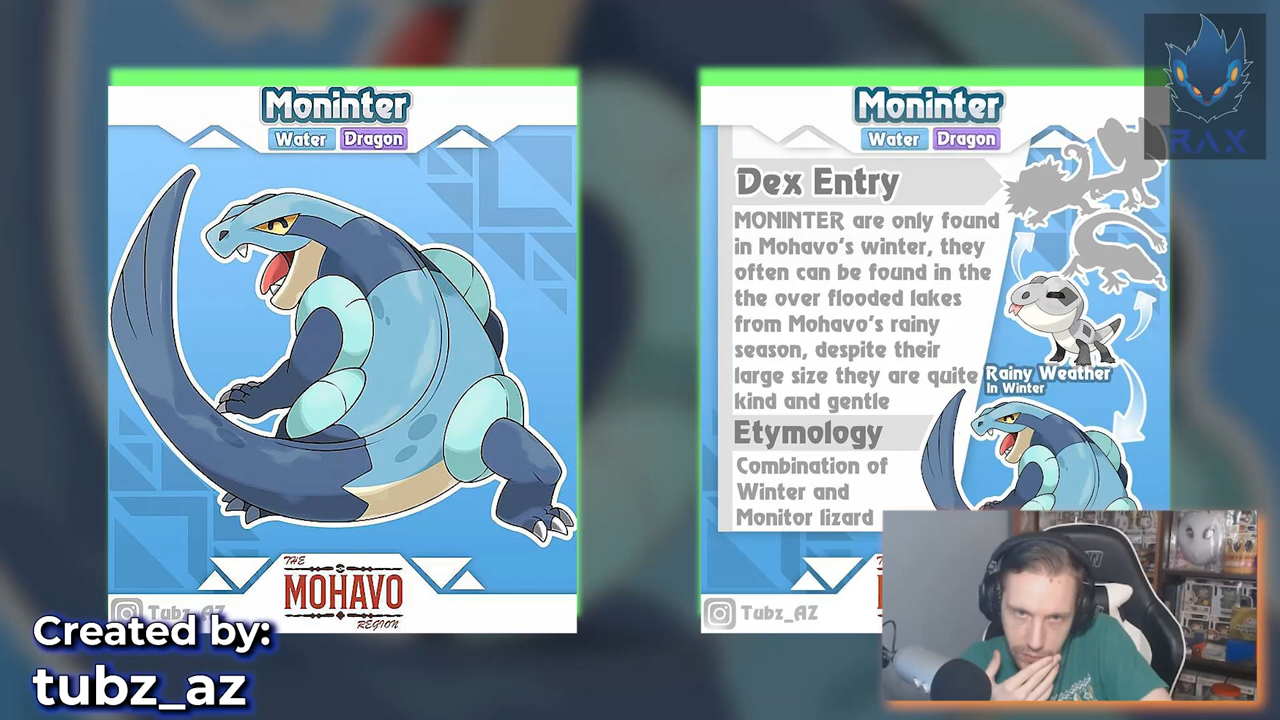 Moninter
Water Dragon
THE
MOHAVO
REGION
Tubz_AZ
Created by:
tubz_az
Moninter
Water Dragon
RAX
Dex Entry
MONINTER are only found
in Mohavo's winter, they
often can be found in the
the over flooded lakes
from Mohavo's rainy
season, despite their
large size they are quite
kind and gentle
Rainy Weather
In Winter
Etymology
Combination of
Winter and
Monitor lizard
Tubz_AZ